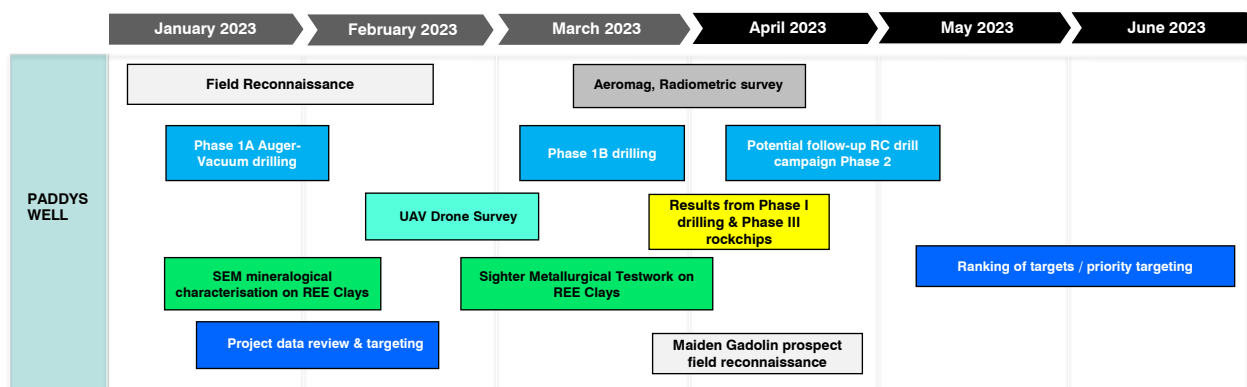 January 2023
February 2023
March 2023
April 2023
May 2023
June 2023
PADDYS
WELL
Field Reconnaissance
Aeromag, Radiometric survey
Phase 1A Auger-
Vacuum drilling
Phase 1B drilling
Potential follow-up RC drill
campaign Phase 2
UAV Drone Survey
Results from Phase I
drilling & Phase III
rockchips
SEM mineralogical
characterisation on REE Clays
Sighter Metallurgical Testwork on
REE Clays
Ranking of targets / priority targeting
Project data review & targeting
Maiden Gadolin prospect
field reconnaissance